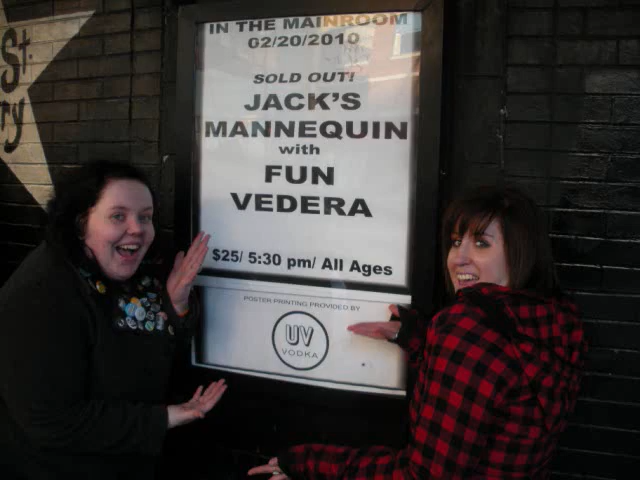 St.
ry
IN THE MAINROOM
02/20/2010
SOLD OUT!
JACK'S
MANNEQUIN
with
FUN
VEDERA
$25/ 5:30 pm/ All Ages
POSTER PRINTING PROVIDED BY
UV
VODKA